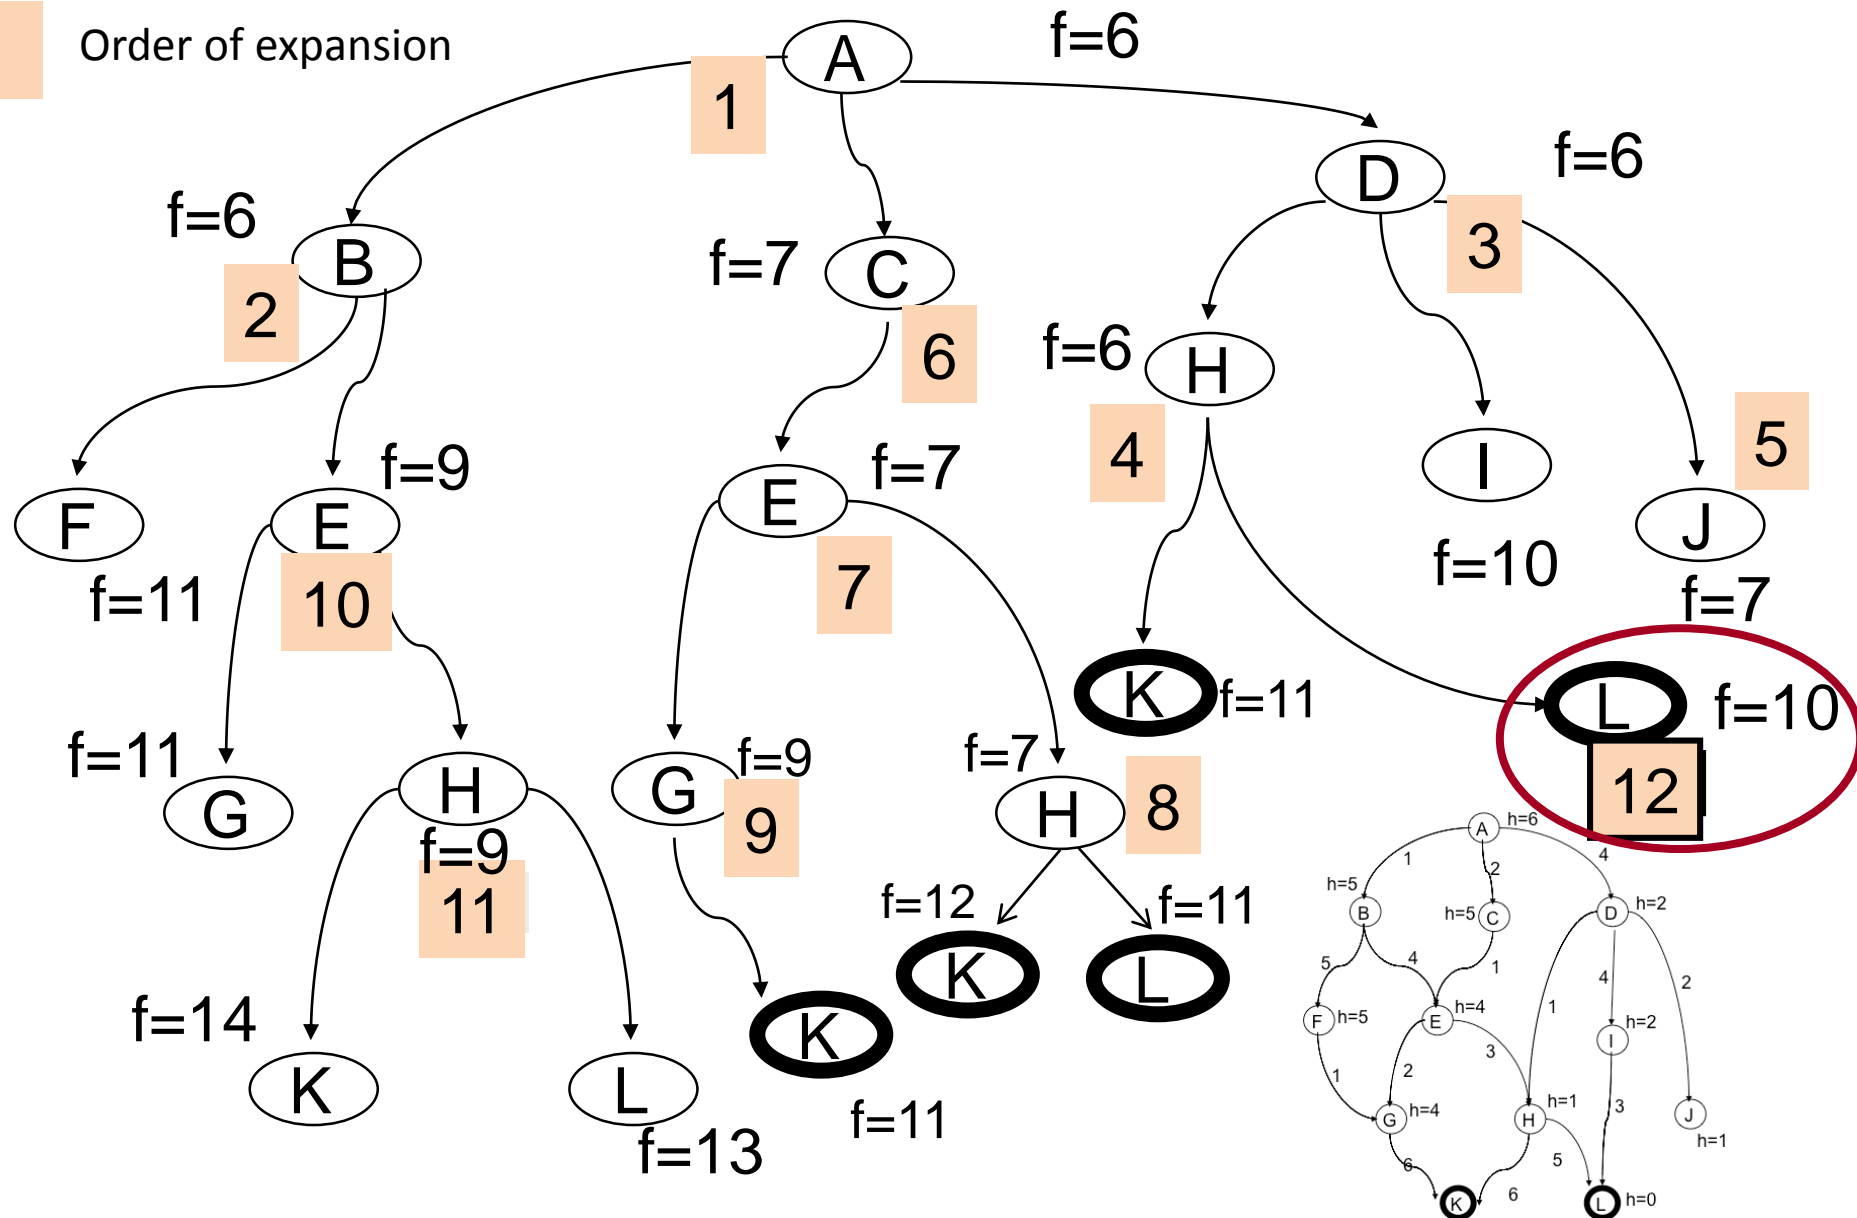 Order of expansion
A
f=6
1
D
f=6
f=6
B
2
f=7
C
6
3
f=6
H
4
I
f=10
5
J
f=7
F
f=11
E
f=9
10
E
f=7
7
K
f=11
L
f=10
12
f=11
G
H
f=9
11
G
f=9
9
f=7
H
8
f=12
K
f=11
L
f=14
K
L
f=13
K
f=11
A
h=6
1
2
4
h=5
B
h=5
C
D
h=2
5
4
1
1
4
2
F
h=5
E
h=4
I
h=2
1
2
3
3
G
h=4
H
h=1
J
h=1
6
6
5
K
L
h=0